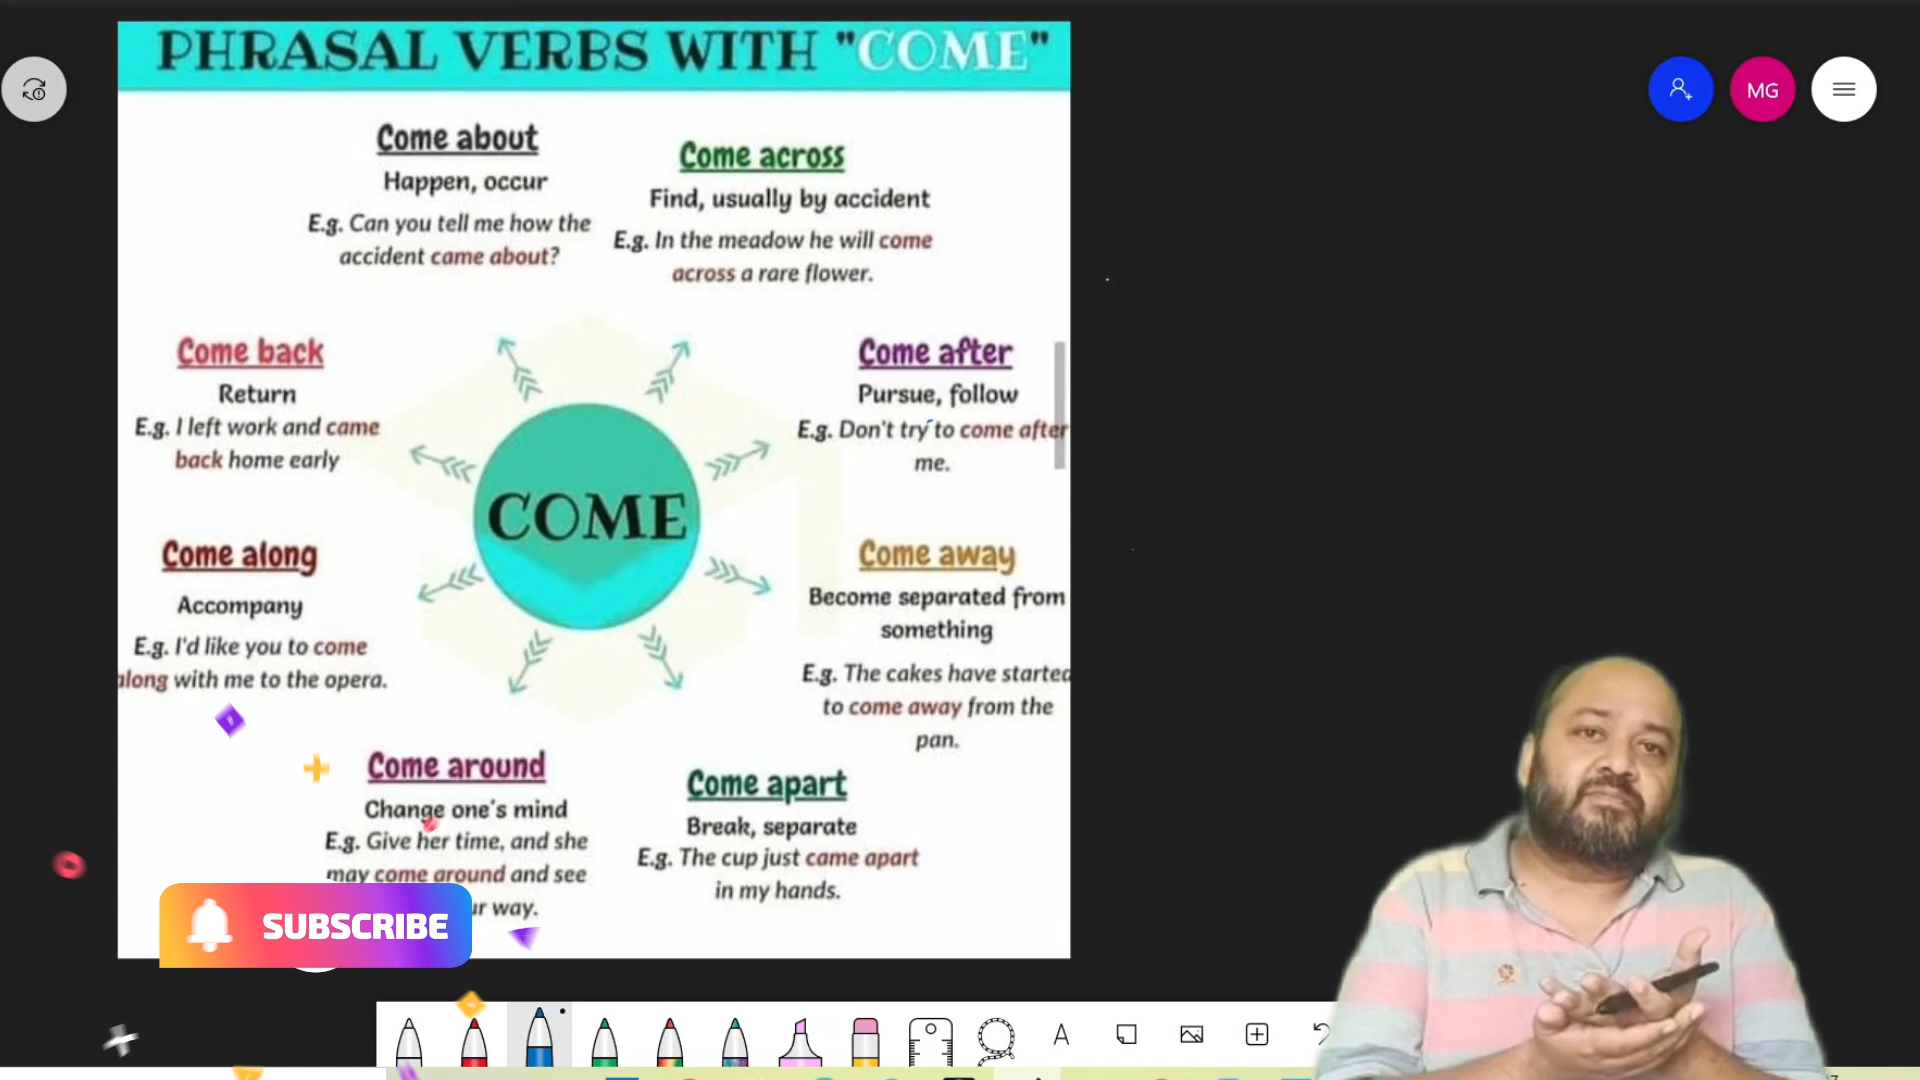 PHRASAL VERBS WITH "COME"
MG
Come about
Happen, occur
E.g. Can you tell me how the
accident came about?
Come across
Find, usually by accident
E.g. In the meadow he will come
across a rare flower.
Come back
Return
E.g. I left work and came
back home early
Come after
Pursue, follow
E.g. Don't try to come after
me.
COME
Come along
Accompany
E.g. I'd like you to come
along with me to the opera.
Come away
Become separated from
something
E.g. The cakes have started
to come away from the
pan.
Come around
Change one's mind
E.g. Give her time, and she
may come around and see
way.
Come apart
Break, separate
E.g. The cup just came apart
in my hands.
SUBSCRIBE
A